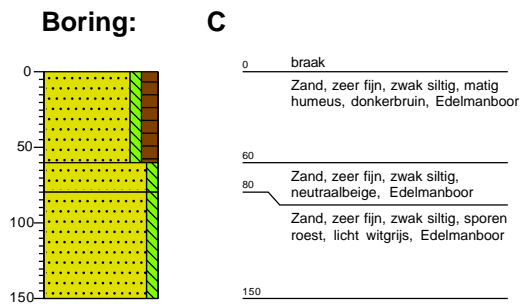 Boring: C
0
50
100
150
0 braak
Zand, zeer fijn, zwak siltig, matig
humeus, donkerbruin, Edelmanboor
60
Zand, zeer fijn, zwak siltig,
neutraalbeige, Edelmanboor
80
Zand, zeer fijn, zwak siltig, sporen
roest, licht witgrijs, Edelmanboor
150